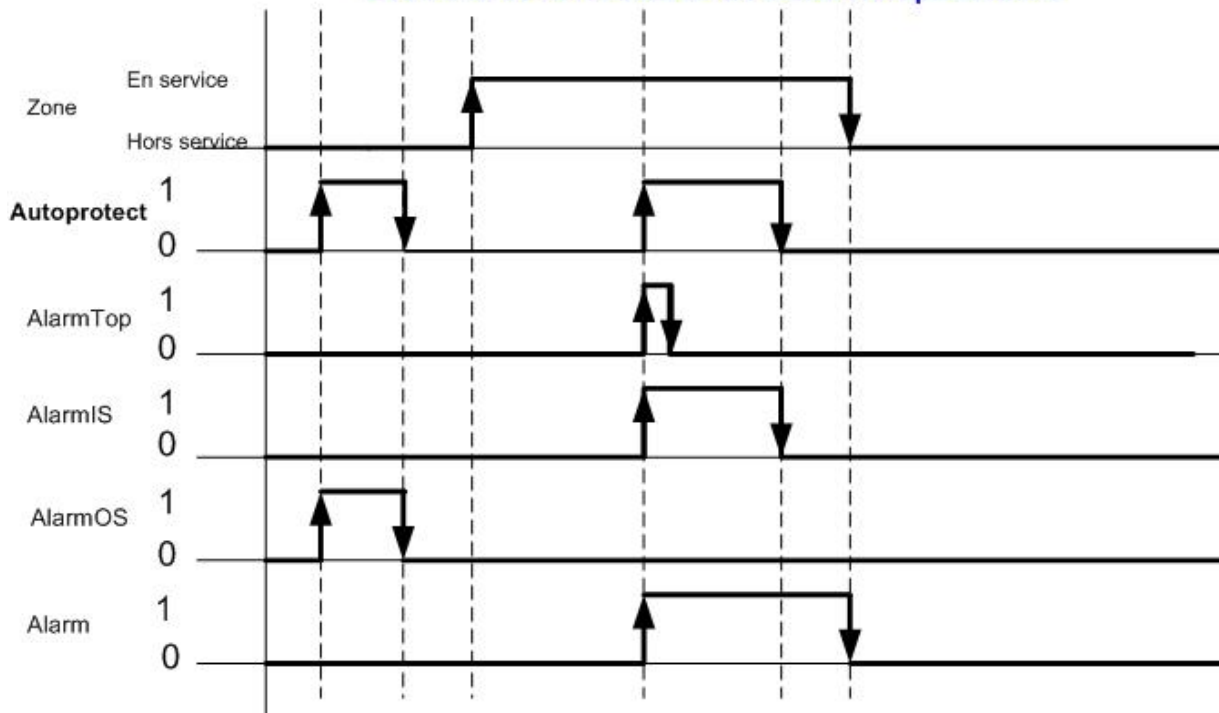 En service
Zone
Hors service
1
Autoprotect
0
1
AlarmTop
0
1
AlarmIS
0
1
AlarmOS
0
1
Alarm
0